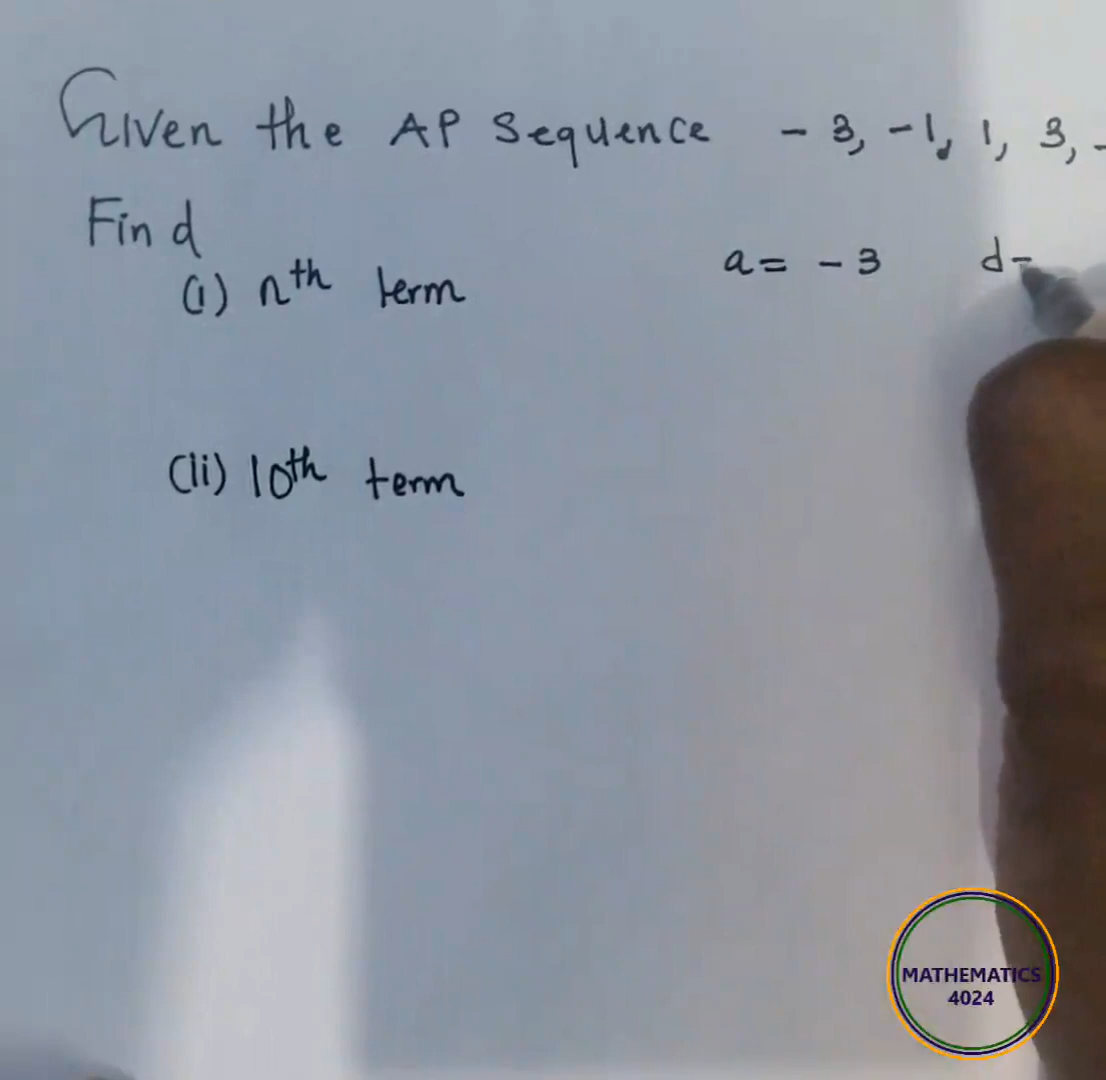 Given the AP sequence -3, -1, 1, 3, -
Find
(i) nth term
a = -3 d=
(ii) 10th term
MATHEMATICS
4024